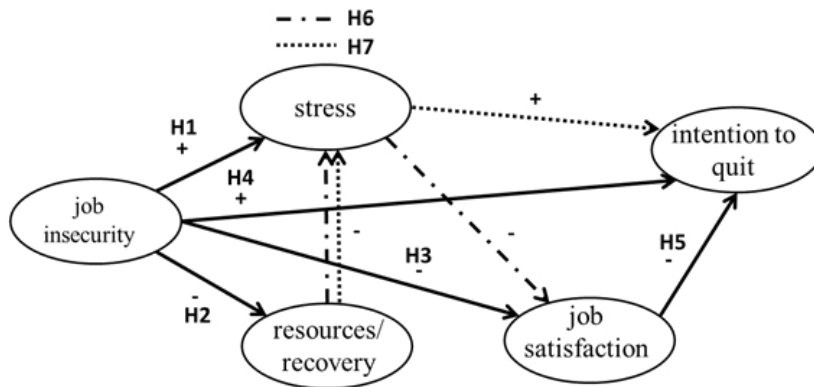 H6
H7
stress
+
intention to
quit
H1
+
H4
+
job
insecurity
-
H3
-
-
H5
-
-
H2
resources/
recovery
job
satisfaction